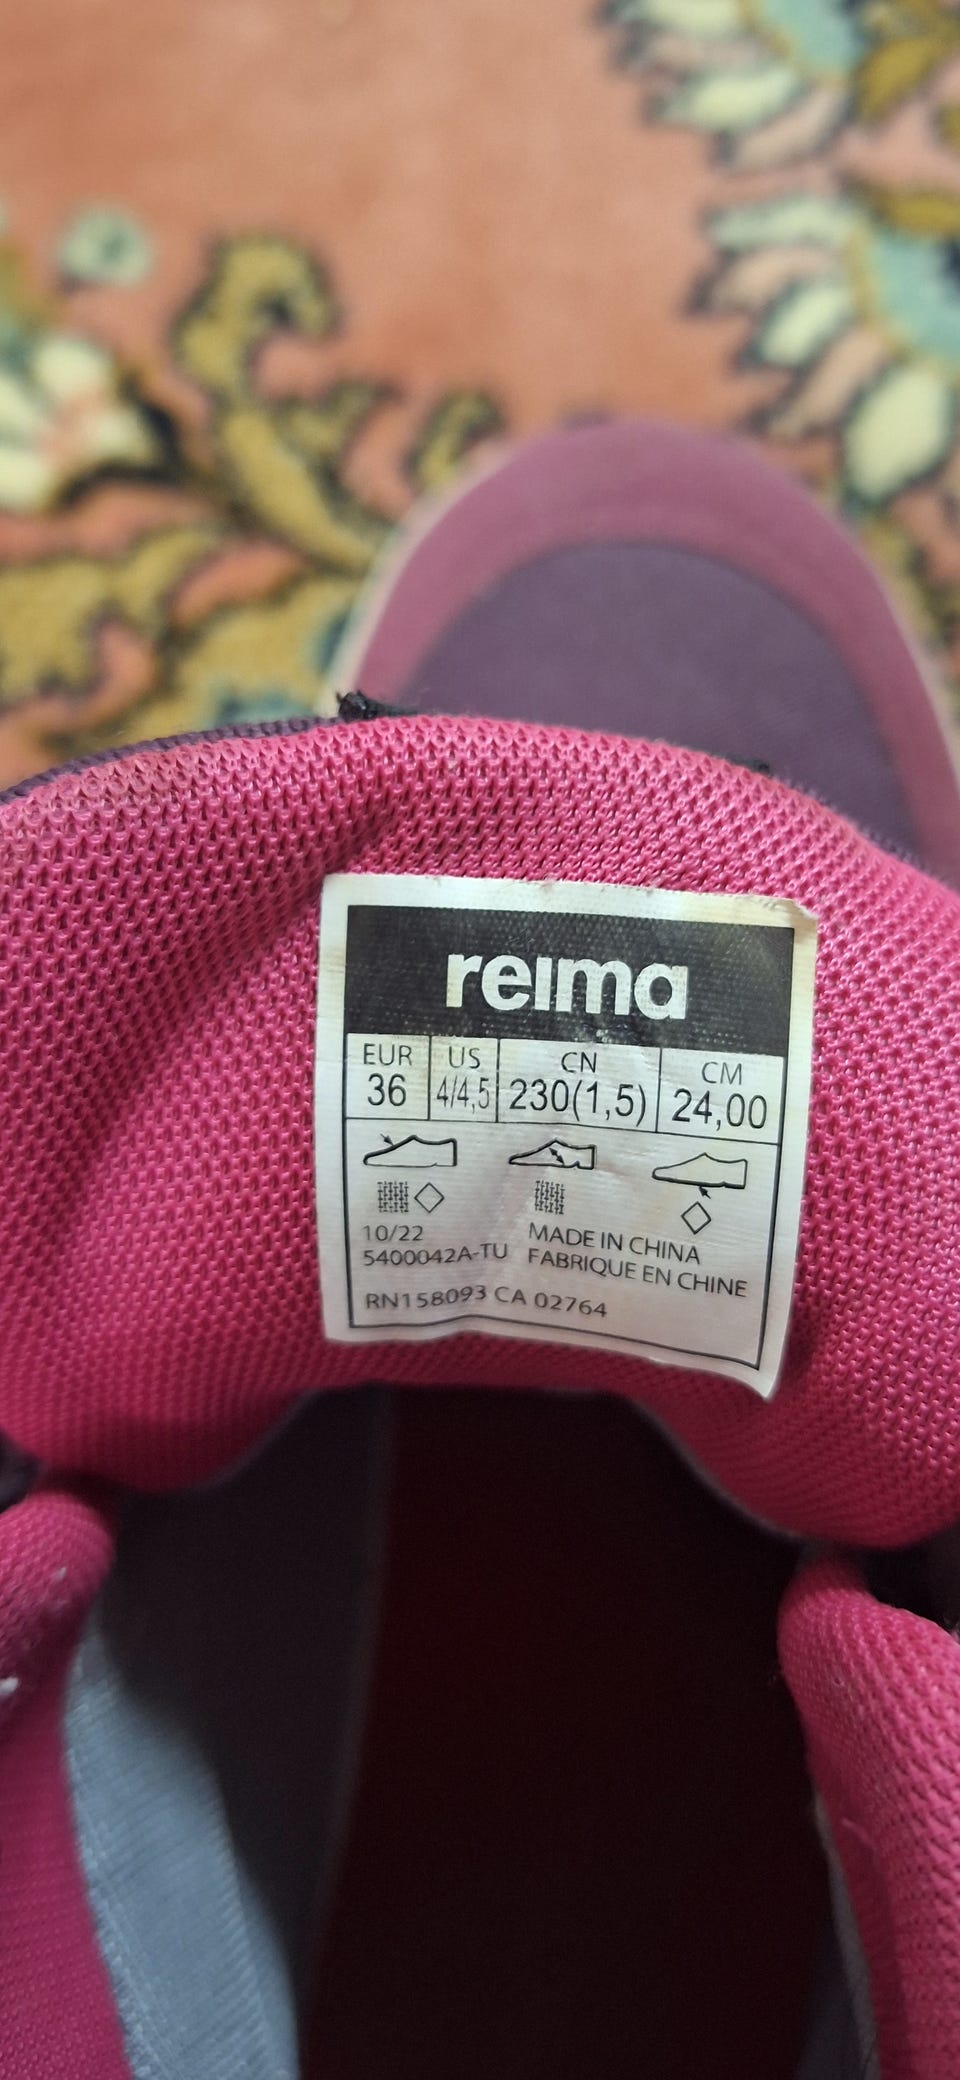 reima
EUR US CN CM
36 4/4,5 230(1,5) 24,00
10/22 MADE IN CHINA
5400042A-TU FABRIQUE EN CHINE
RN158093 CA 02764